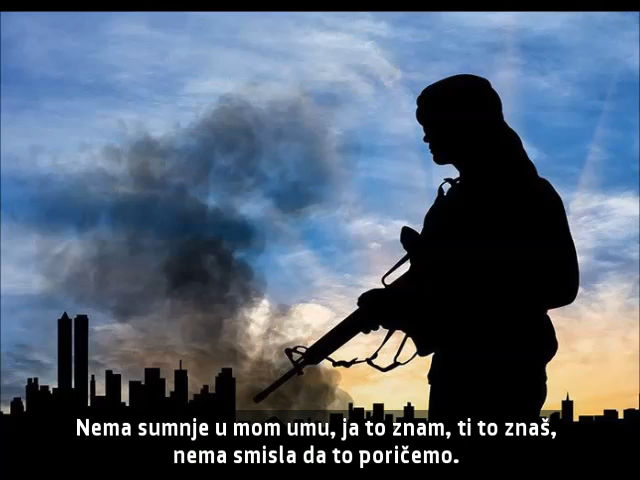 Nema sumnje u mom umu, ja to znam, ti to znaš,
nema smisla da to poričemo.